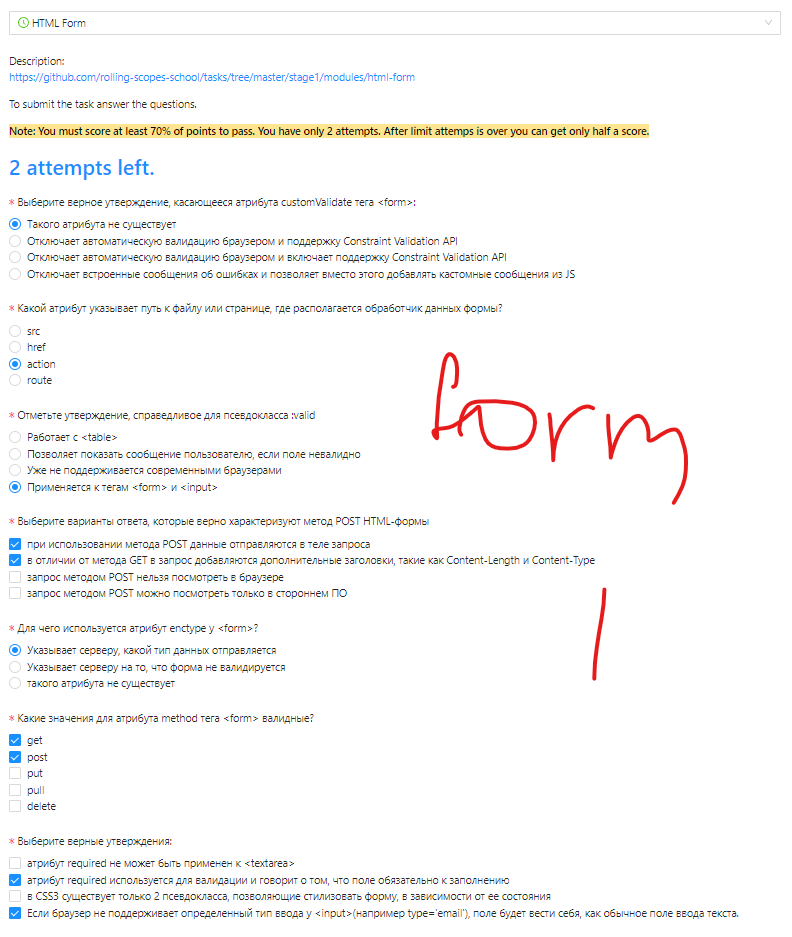 HTML Form
Description:
https://github.com/rolling-scopes-school/tasks/tree/master/stage1/modules/html-form
To submit the task answer the questions.
Note: You must score at least 70% of points to pass. You have only 2 attempts. After limit attemps is over you can get only half a score.
2 attempts left.
* Выберите верное утверждение, касающееся атрибута customValidate тега <form>:
Такого атрибута не существует
Отключает автоматическую валидацию браузером и поддержку Constraint Validation API
Отключает автоматическую валидацию браузером и включает поддержку Constraint Validation API
Отключает встроенные сообщения об ошибках и позволяет вместо этого добавлять кастомные сообщения из JS
* Какой атрибут указывает путь к файлу или странице, где располагается обработчик данных формы?
src
href
action
route
form
* Отметьте утверждение, справедливое для псевдокласса :valid
Работает с <table>
Позволяет показать сообщение пользователю, если поле невалидно
Уже не поддерживается современными браузерами
Применяется к тегам <form> и <input>
* Выберите варианты ответа, которые верно характеризуют метод POST HTML-формы
при использовании метода POST данные отправляются в теле запроса
в отличии от метода GET в запрос добавляются дополнительные заголовки, такие как Content-Length и Content-Type
запрос методом POST нельзя посмотреть в браузере
запрос методом POST можно посмотреть только в стороннем ПО
* Для чего используется атрибут enctype у <form>?
Указывает серверу, какой тип данных отправляется
Указывает серверу на то, что форма не валидируется
такого атрибута не существует
1
* Какие значения для атрибута method тега <form> валидные?
get
post
put
pull
delete
* Выберите верные утверждения:
атрибут required не может быть применен к <textarea>
атрибут required используется для валидации и говорит о том, что поле обязательно к заполнению
в CSS3 существует только 2 псевдокласса, позволяющие стилизовать форму, в зависимости от ее состояния
Если браузер не поддерживает определенный тип ввода у <input>(например type='email'), поле будет вести себя, как обычное поле ввода текста.